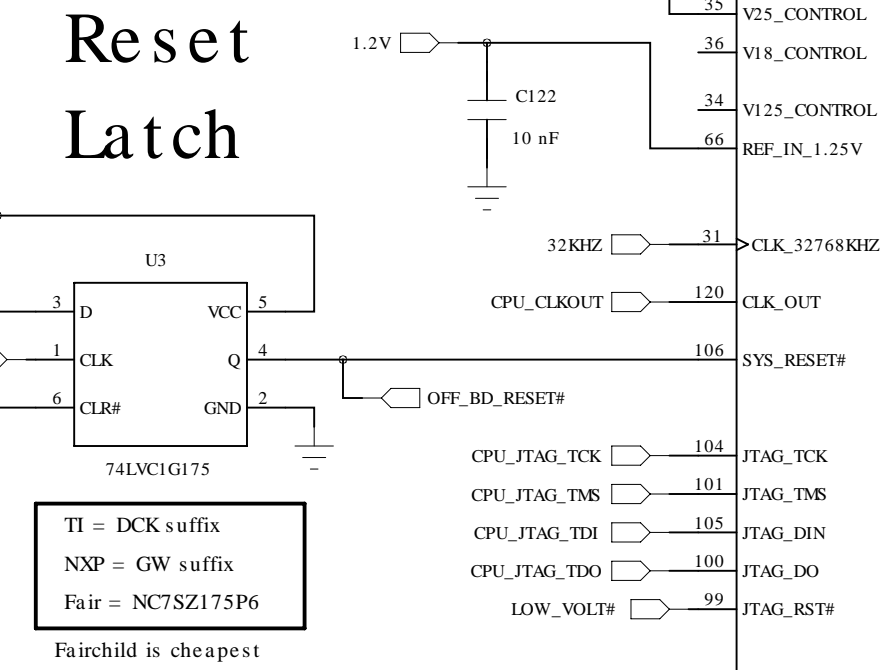 Reset
Latch
35
V25_CONTROL
1.2V
36
V18_CONTROL
C122
10 nF
34
V125_CONTROL
66
REF_IN_1.25V
32KHZ
31
CLK_32768KHZ
CPU_CLKOUT
120
CLK_OUT
U3
3
D
VCC
5
1
CLK
Q
4
106
SYS_RESET#
6
CLR#
GND
2
OFF_BD_RESET#
74LVC1G175
CPU_JTAG_TCK
104
JTAG_TCK
CPU_JTAG_TMS
101
JTAG_TMS
CPU_JTAG_TDI
105
JTAG_DIN
CPU_JTAG_TDO
100
JTAG_DO
LOW_VOLT#
99
JTAG_RST#
TI = DCK suffix
NXP = GW suffix
Fair = NC7SZ175P6
Fairchild is cheapest